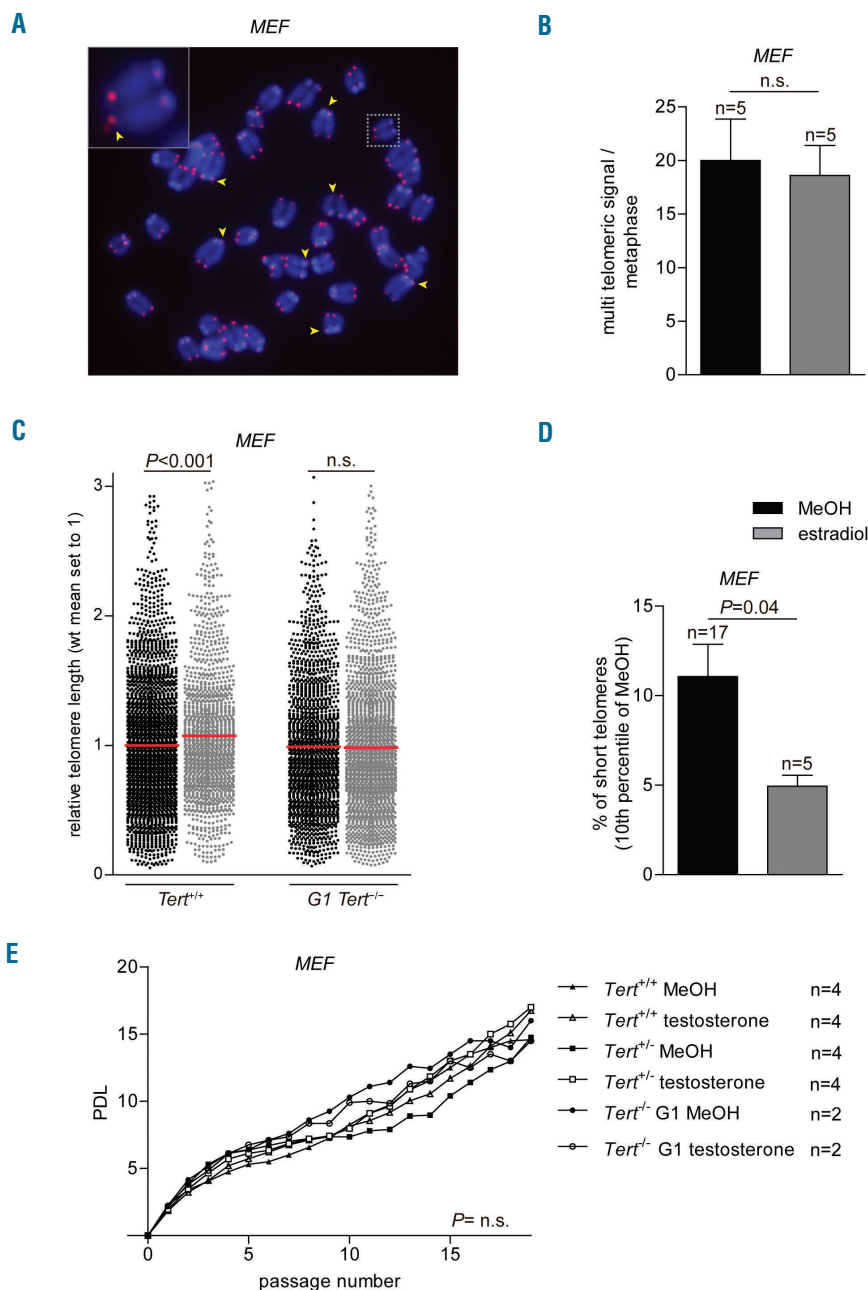 A
MEF
B
MEF
n.s.
n=5
n=5
25
20
15
10
5
0
multi telomeric signal /
metaphase
C
MEF
P<0.001
n.s.
3
2
1
0
relative telomere length (wt mean set to 1)
Tert+/+
G1 Tert-/-
D
MeOH
estradiol
MEF
P=0.04
n=17
n=5
15
10
5
0
% of short telomeres
(10th percentile of MeOH)
E
MEF
20
15
10
5
PDL
0
5
10
15
passage number
P= n.s.
Tert+/+ MeOH n=4
Tert+/+ testosterone n=4
Tert+/- MeOH n=4
Tert+/- testosterone n=4
Tert-/- G1 MeOH n=2
Tert-/- G1 testosterone n=2